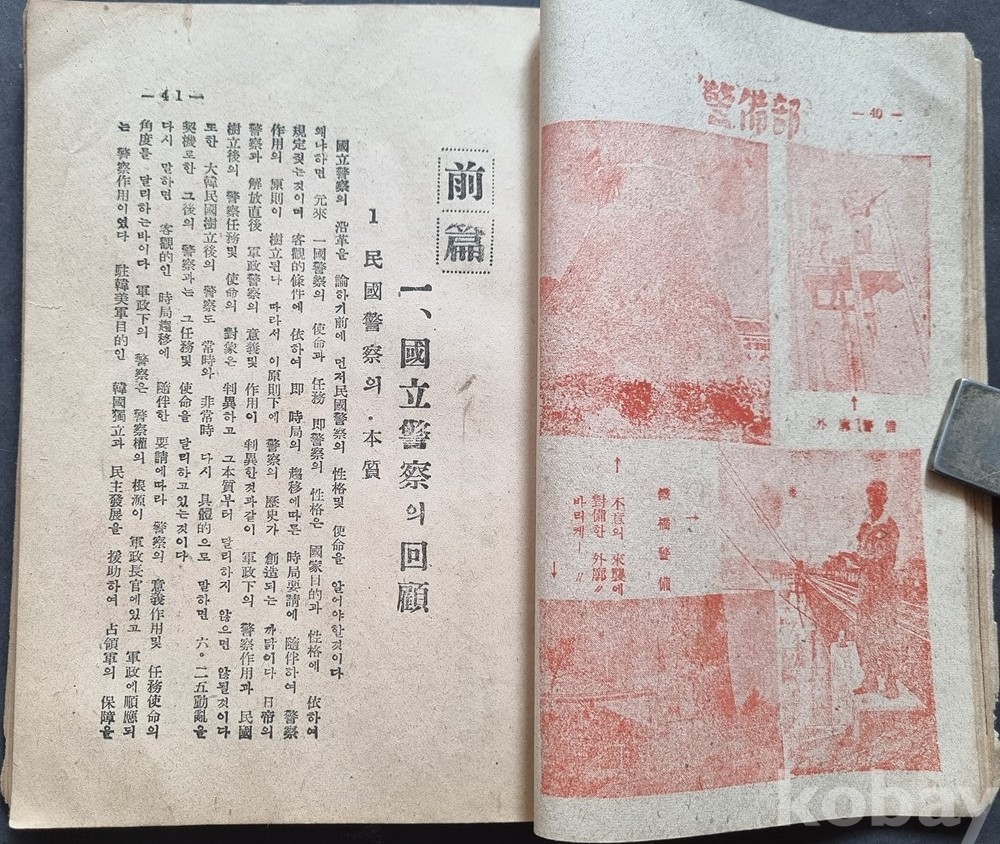 警備部
— 40 —
外廓警備
不意의 來襲에
對備한 外廓〃
바리케ㅡ〃
前篇
一、國立警察의 回顧
1 民國警察의・本質
國立警察의 沿革을 論하기前에 먼저民國警察의 性格및 使命을 알어야할것이다
왜냐하면 元來 一國警察의 使命과 任務 即警察의 性格은 國家目的과 性格에 依하여
規定짓는것이며 客觀的條件에 依하여 即 時局의 趨移에따른 時局要請에 隨伴하여 警察
作用의 原則이 樹立된다 따라서 이原則下에 警察의 歷史가 創造되는 까닭이다 日帝의
警察과 解放直後 軍政警察의 意義및 作用이 判異한것과같이 軍政下의 警察作用과 民國
樹立後의 警察任務및 使命의 對象은 判異하고 그本質부터 달리하지 않으면 않될것이다
또한 大韓民國樹立後의 警察도 常時와 非常時 다시 具體的으로 말하면 六・二五動亂을
契機로한 그後의 警察과는 그任務및 使命을 달리하고있는것이다
다시 말하면 客觀的인 時局趨移에 隨伴한 要請에따라 警察의 意義作用및 任務使命의
角度를 달리하는바이다 軍政下의 警察은 警察權의 根源이 軍政長官에있고 軍政에順應되
는 警察作用이였다 駐韓美軍目的인 韓國獨立과 民主發展을 援助하여 占領軍의 保障을
— 41 —
kobay